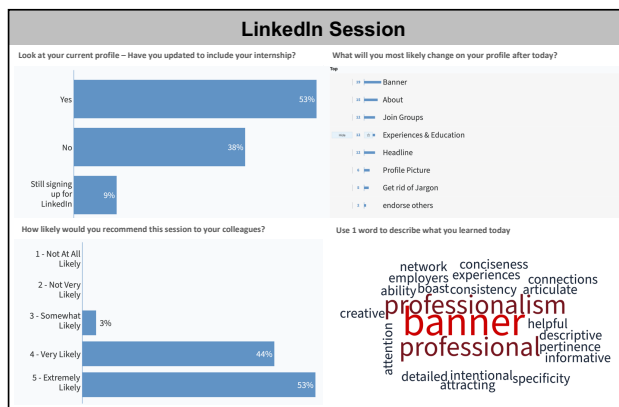 LinkedIn Session
Look at your current profile – Have you updated to include your internship?
Yes
53%
No
38%
Still signing
up for
LinkedIn
9%
What will you most likely change on your profile after today?
Top
Banner
About
Join Groups
Experiences & Education
Headline
Profile Picture
Get rid of Jargon
endorse others
How likely would you recommend this session to your colleagues?
1 - Not At All
Likely
2 - Not Very
Likely
3 - Somewhat
Likely
3%
4 - Very Likely
44%
5 - Extremely
Likely
53%
Use 1 word to describe what you learned today
network
conciseness
employers
experiences
connections
ability
boast
consistency
articulate
creative
professionalism
banner
helpful
attention
descriptive
professional
pertinence
informative
detailed
intentional
specificity
attracting